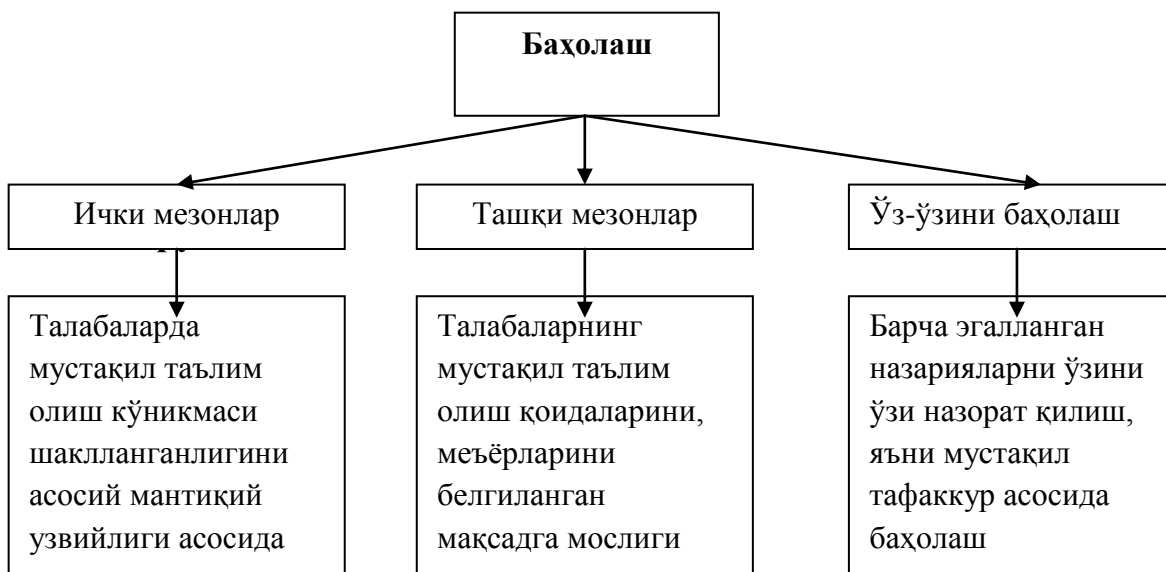 Баҳолаш
Ички мезонлар
Ташқи мезонлар
Ўз-ўзини баҳолаш
Талабаларда
мустақил таълим
олиш кўникмаси
шаклланганлигини
асосий мантиқий
узвийлиги асосида
Талабаларнинг
мустақил таълим
олиш қоидаларини,
меъёрларини
белгиланган
мақсадга мослиги
Барча эгалланган
назарияларни ўзини
ўзи назорат қилиш,
яъни мустақил
тафаккур асосида
баҳолаш